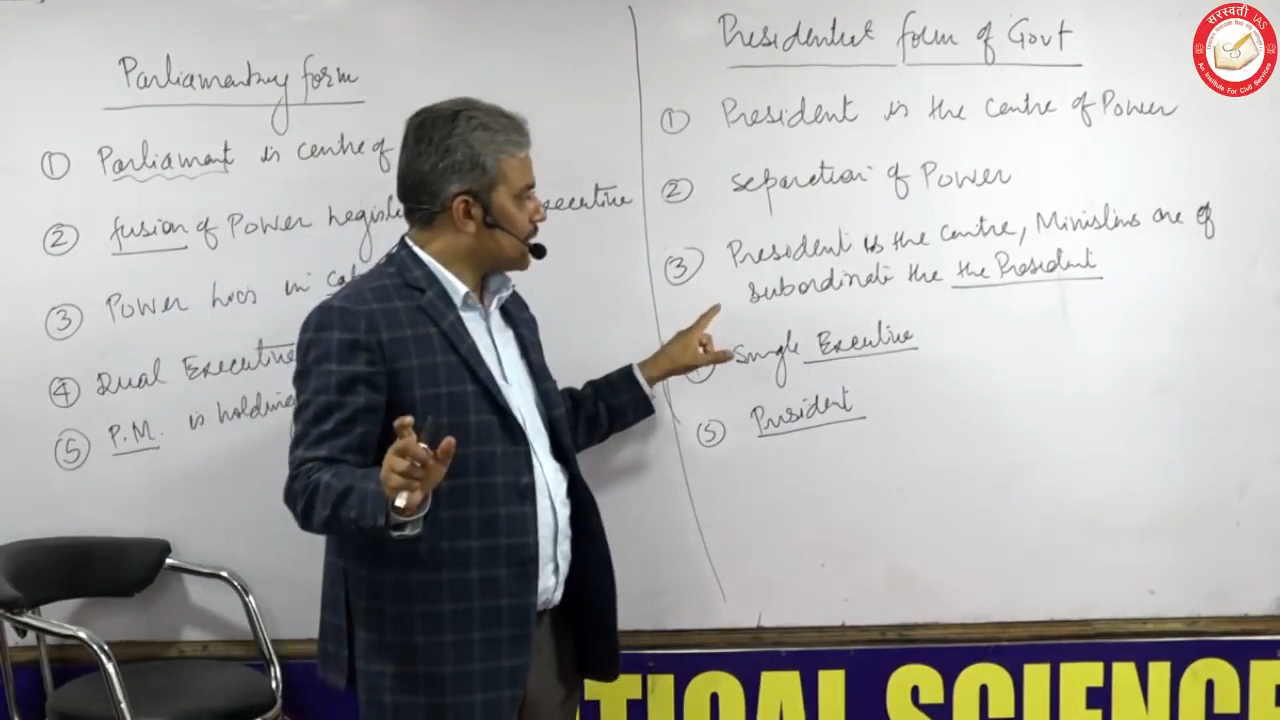 Parliamentry form
① Parliament is centre of
② fusion of Power Legisl
③ Power lies in
④ Dual Executive
⑤ P.M. is holding
Presidential form of Govt
① President is the centre of Power
② Separation of Power
③ President is the centre, Ministers are of
subordinate the the President
Single Executive
⑤ President
सरस्वती IAS
An Institute For Civil Services
TICAL SCIENCE